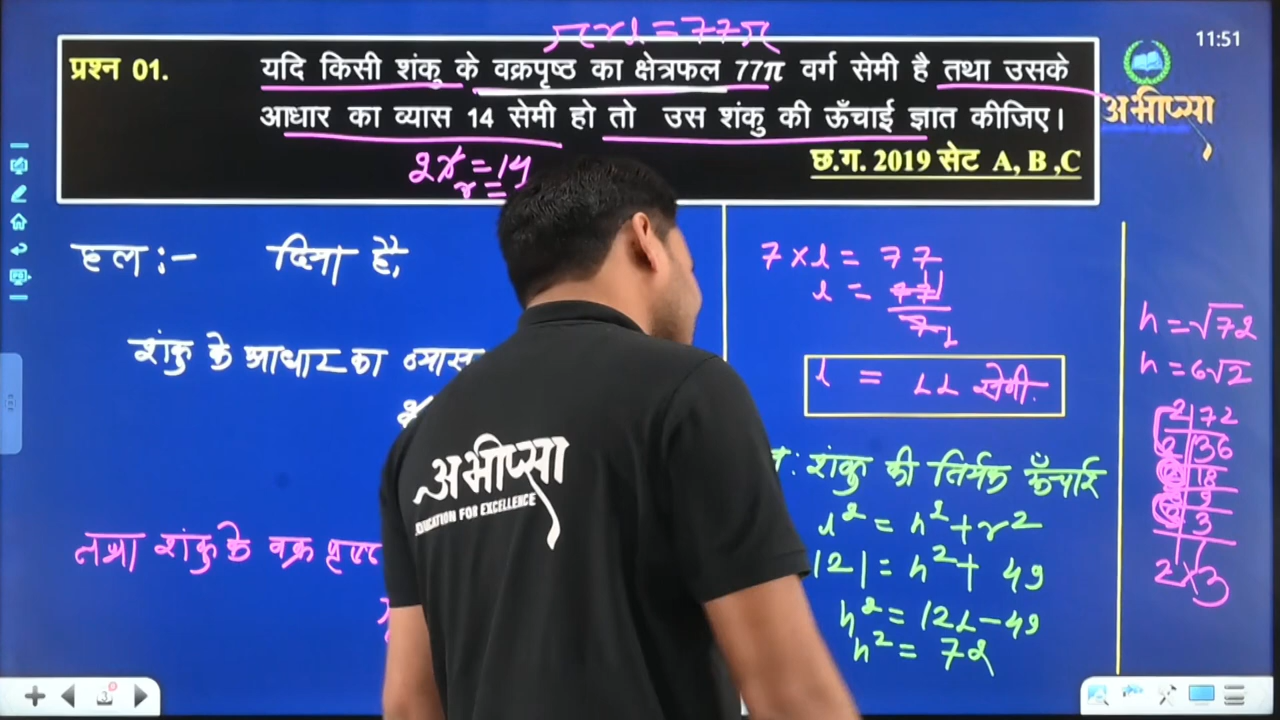 πrl = 77π
11:51
प्रश्न 01.
यदि किसी शंकु के वक्रपृष्ठ का क्षेत्रफल 77π वर्ग सेमी है तथा उसके
आधार का व्यास 14 सेमी हो तो उस शंकु की ऊँचाई ज्ञात कीजिए।
2r = 14
r =
छ.ग. 2019 सेट A, B ,C
अभीप्सा
हल :- दिया है,
शंकु के आधार का व्यास
तथा शंकु के वक्र
7 × l = 77
l = 77
7
11
1
l = 11 सेमी.
: शंकु की तिर्यक ऊँचाई
l² = h² + r²
121 = h² + 49
h² = 121 - 49
h² = 72
h = √72
h = 6√2
2 72
2 36
2 18
3 9
3 3
1
2×3
अभीप्सा
EDUCATION FOR EXCELLENCE